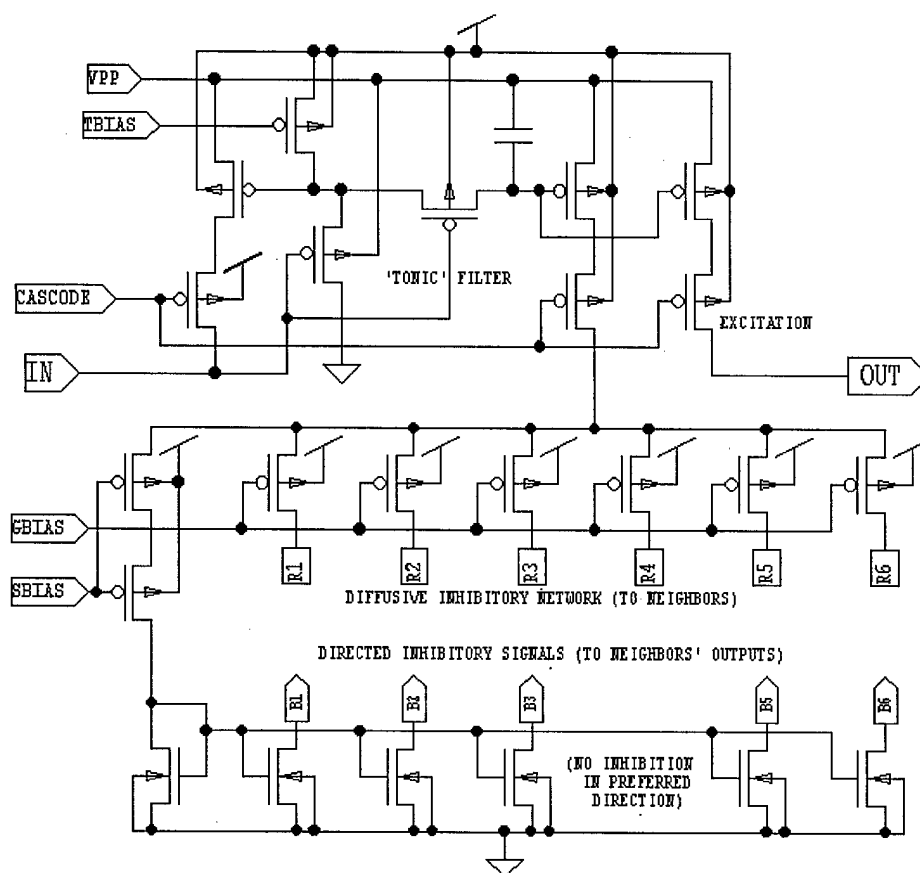 VPP
TBIAS
'TONIC' FILTER
CASCODE
EXCITATION
IN
OUT
GBIAS
SBIAS
R1 R2 R3 R4 R5 R6
DIFFUSIVE INHIBITORY NETWORK (TO NEIGHBORS)
DIRECTED INHIBITORY SIGNALS (TO NEIGHBORS' OUTPUTS)
B1 B2 B3 B5 B6
(NO INHIBITION
IN PREFERRED
DIRECTION)